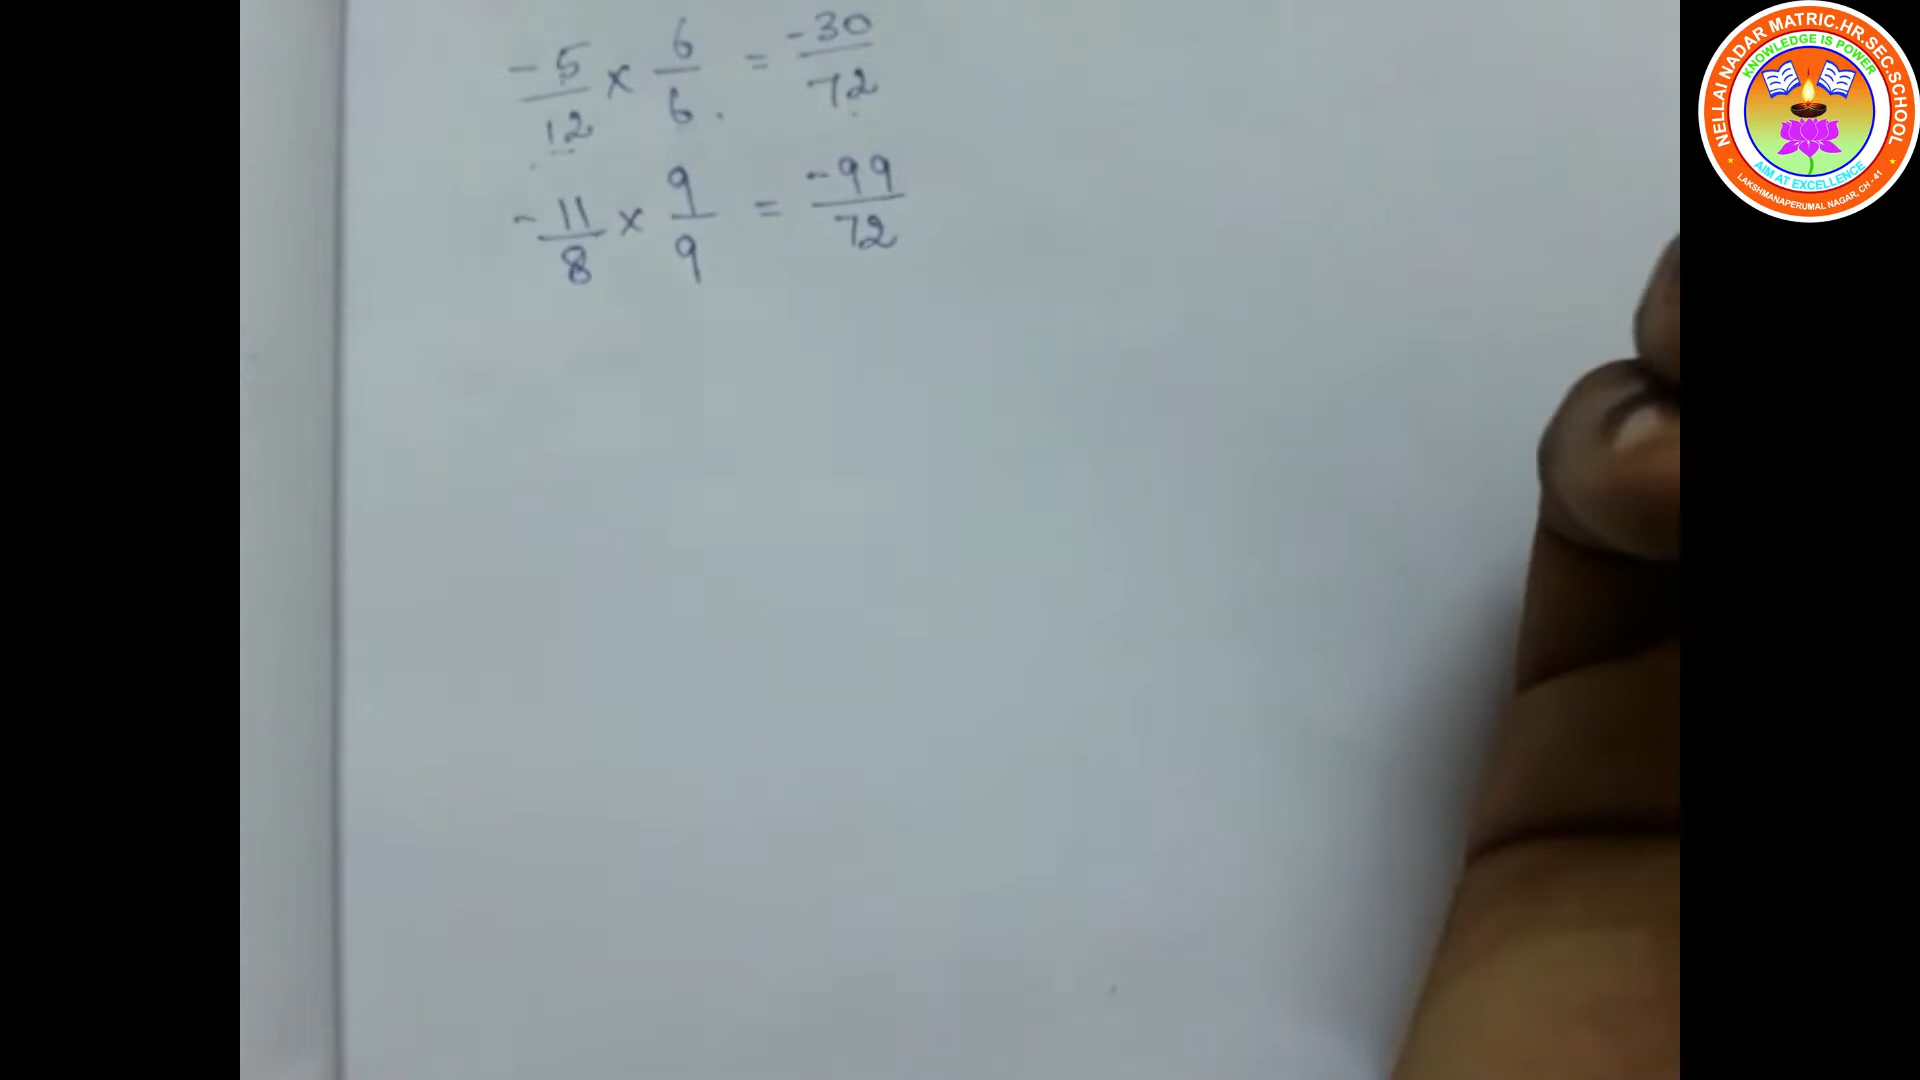 -5/12 × 6/6 = -30/72
-11/8 × 9/9 = -99/72
NELLAI NADAR MATRIC.HR.SEC.SCHOOL
KNOWLEDGE IS POWER
AIM AT EXCELLENCE
LAKSHMANAPERUMAL NAGAR, CH - 41